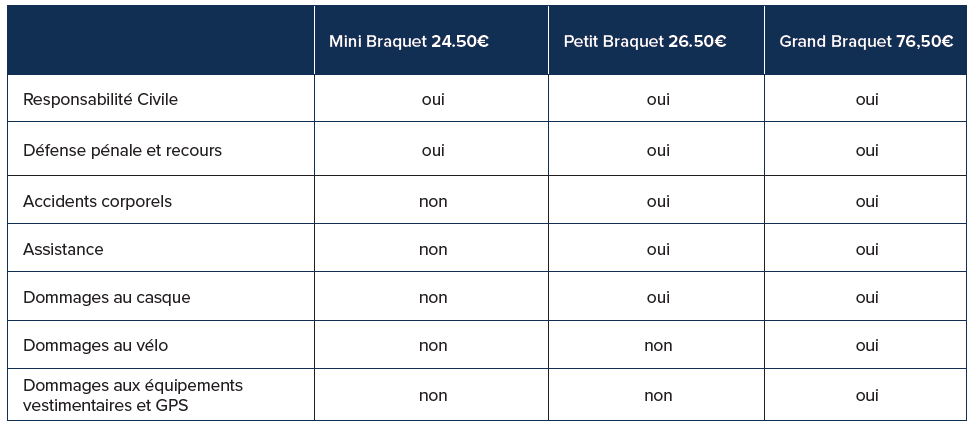 Mini Braquet 24.50€ Petit Braquet 26.50€ Grand Braquet 76,50€
Responsabilité Civile oui oui oui
Défense pénale et recours oui oui oui
Accidents corporels non oui oui
Assistance non oui oui
Dommages au casque non oui oui
Dommages au vélo non non oui
Dommages aux équipements
vestimentaires et GPS non non oui